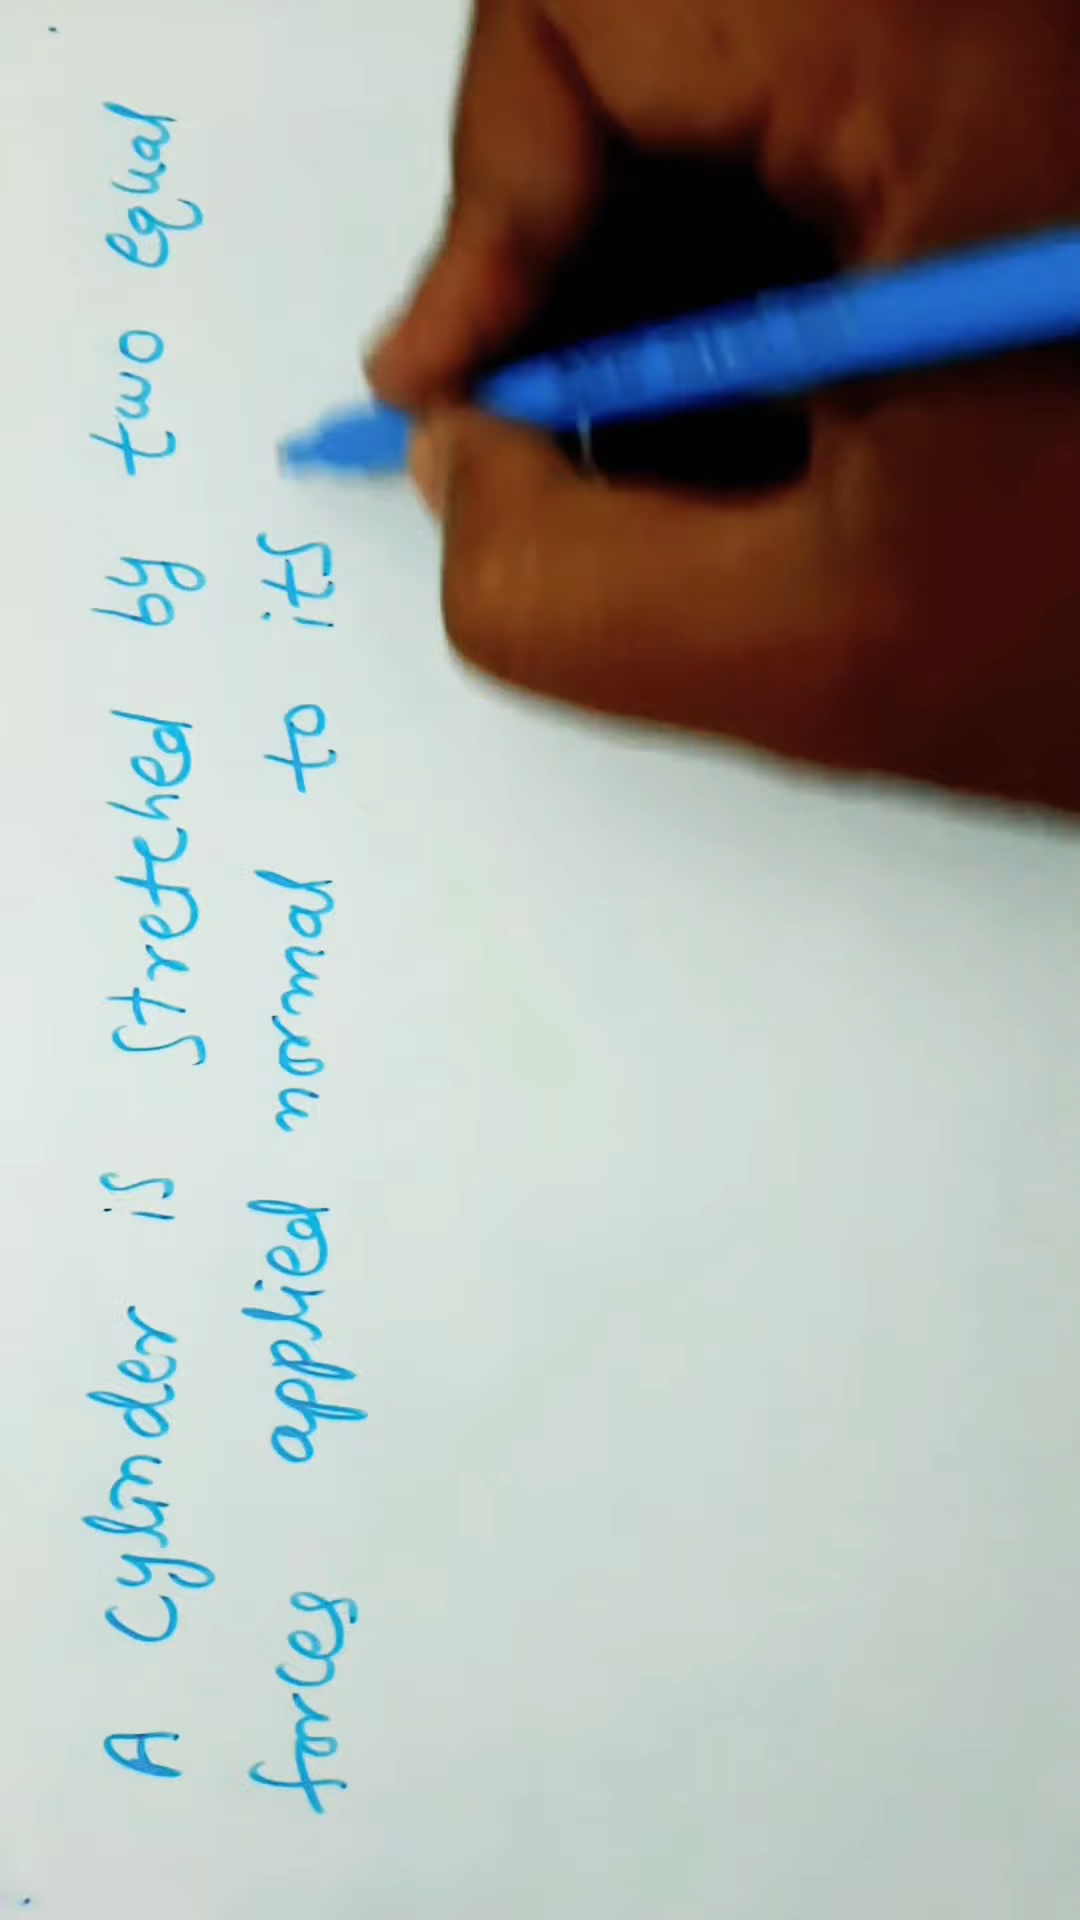 A Cylinder is stretched by two equal
forces applied normal to its